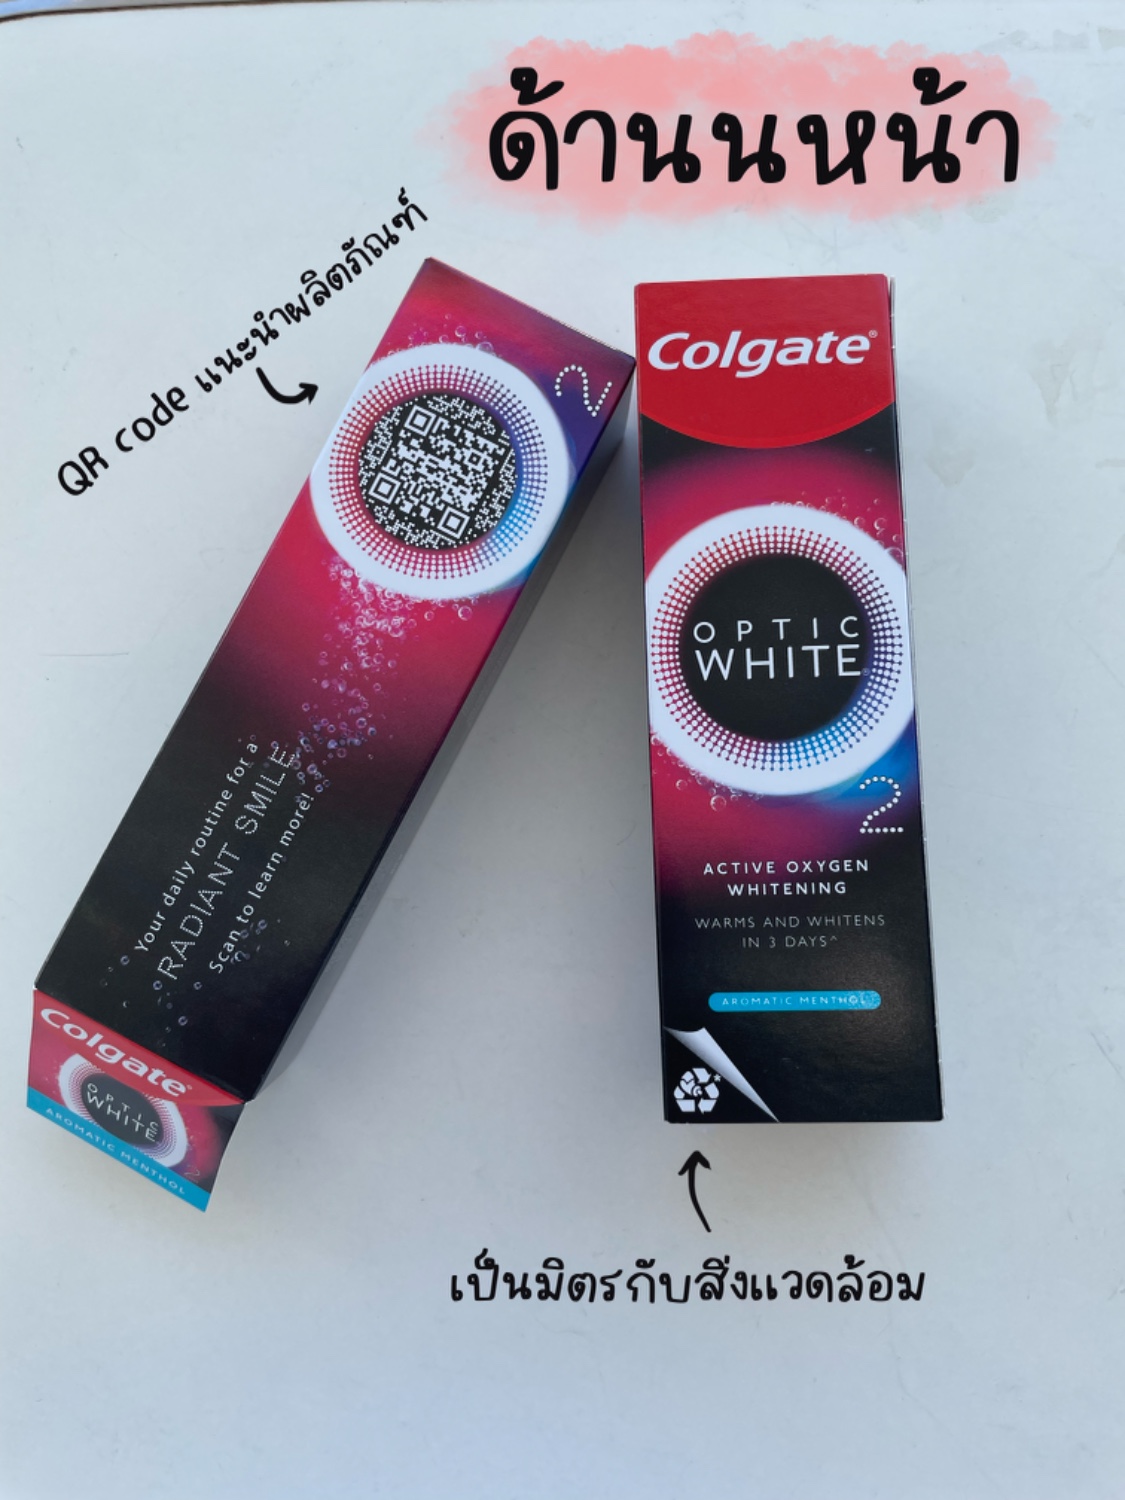 ด้านนหน้า
QR code แนะนำผลิตภัณฑ์
2
Your daily routine for a
RADIANT SMILE.
Scan to learn more!
Colgate®
OPTIC
WHITE
2
AROMATIC MENTHOL
Colgate®
OPTIC
WHITE®
2
ACTIVE OXYGEN
WHITENING
WARMS AND WHITENS
IN 3 DAYS^
AROMATIC MENTHOL
เป็นมิตรกับสิ่งแวดล้อม